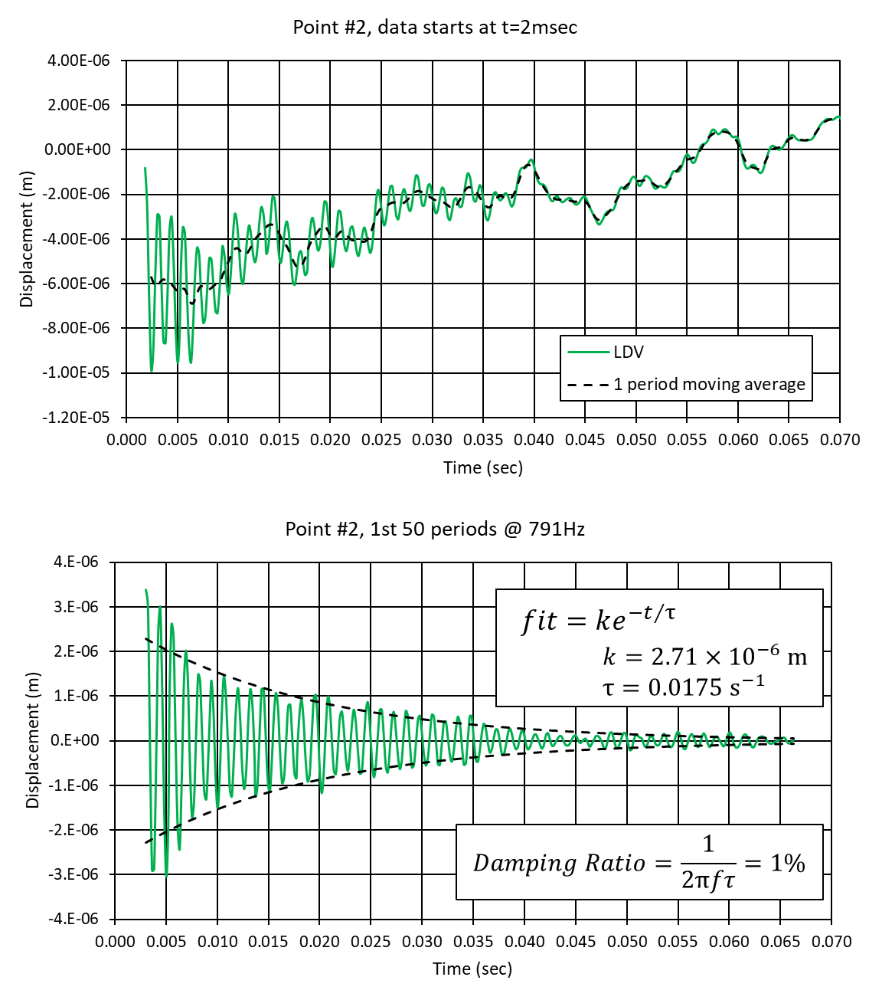 Point #2, data starts at t=2msec
4.00E-06
2.00E-06
0.00E+00
-2.00E-06
-4.00E-06
-6.00E-06
-8.00E-06
-1.00E-05
-1.20E-05
Displacement (m)
LDV
1 period moving average
0.000 0.005 0.010 0.015 0.020 0.025 0.030 0.035 0.040 0.045 0.050 0.055 0.060 0.065 0.070
Time (sec)
Point #2, 1st 50 periods @ 791Hz
4.E-06
3.E-06
2.E-06
1.E-06
0.E+00
-1.E-06
-2.E-06
-3.E-06
-4.E-06
Displacement (m)
fit = ke^{-t/τ}
k = 2.71 × 10^{-6} m
τ = 0.0175 s^{-1}
Damping Ratio = \frac{1}{2πfτ} = 1%
0.000 0.005 0.010 0.015 0.020 0.025 0.030 0.035 0.040 0.045 0.050 0.055 0.060 0.065 0.070
Time (sec)